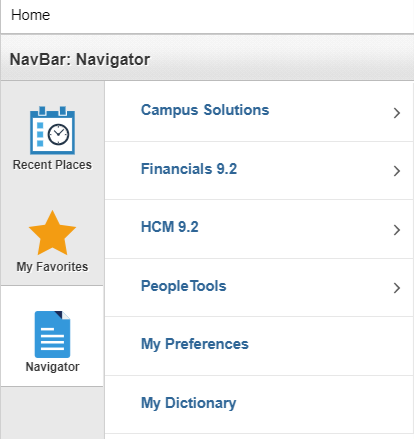 Home
NavBar: Navigator
Recent Places
My Favorites
Navigator
Campus Solutions
Financials 9.2
HCM 9.2
PeopleTools
My Preferences
My Dictionary